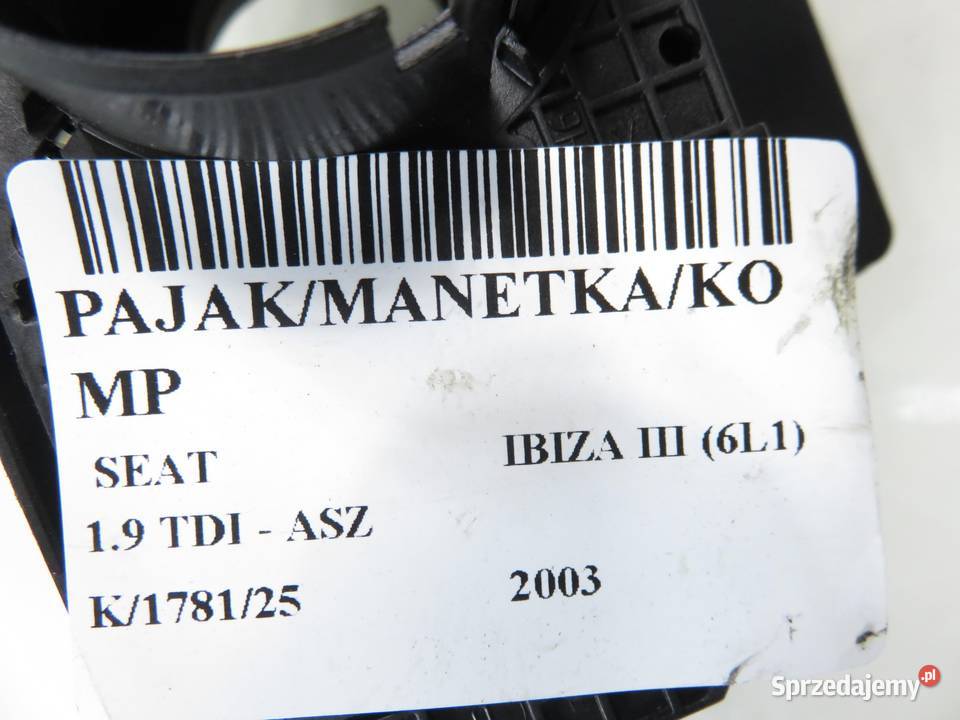 PAJAK/MANETKA/KO
MP
SEAT
IBIZA III (6L1)
1.9 TDI - ASZ
K/1781/25
2003
Sprzedajemy.pl